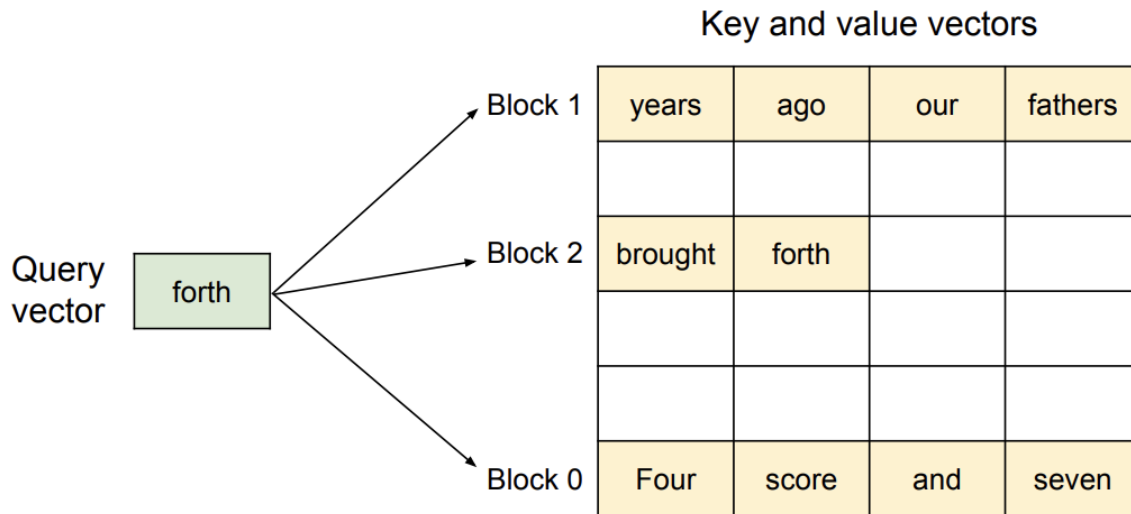 Key and value vectors
Block 1 years ago our fathers
Block 2 brought forth
Query
vector
forth
Block 0 Four score and seven